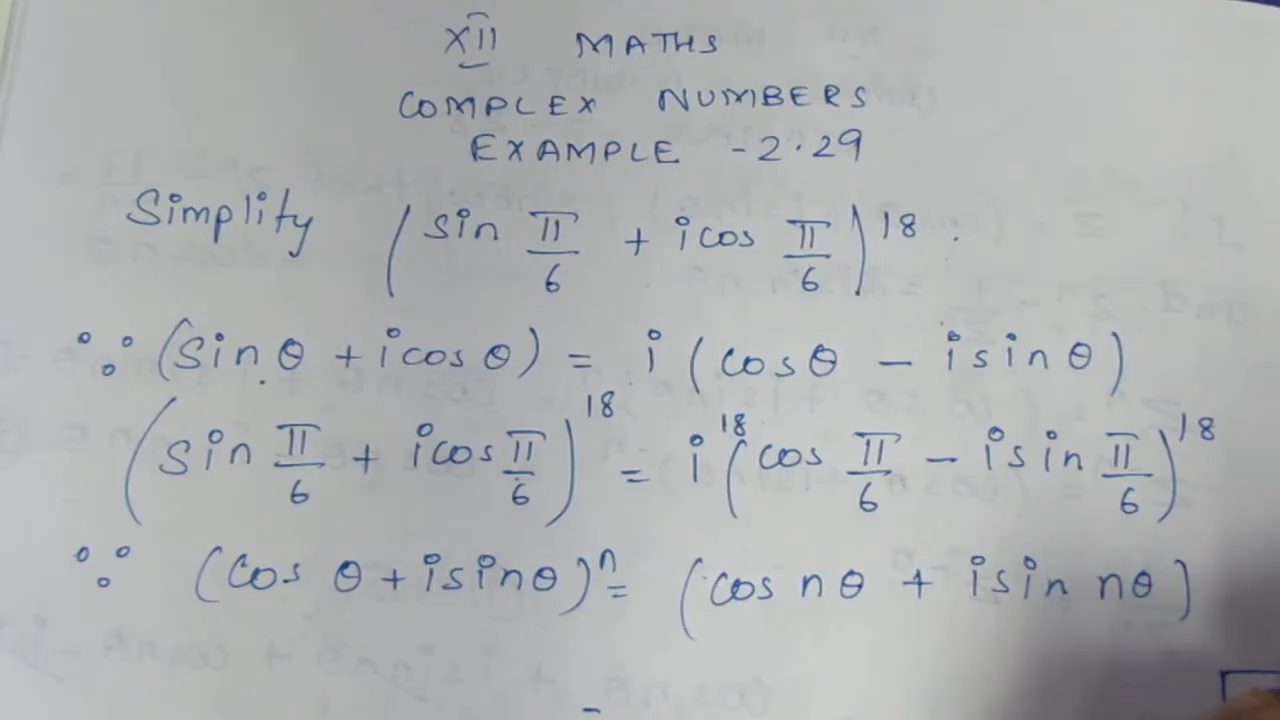 XII MATHS
COMPLEX NUMBERS
EXAMPLE - 2.29
Simplify (sin π/6 + i cos π/6)^18 .
∵ (sin θ + i cos θ) = i (cos θ – i sin θ)
(sin π/6 + i cos π/6)^18 = i^18 (cos π/6 – i sin π/6)^18
∵ (cos θ + i sin θ)^n = (cos nθ + i sin nθ)